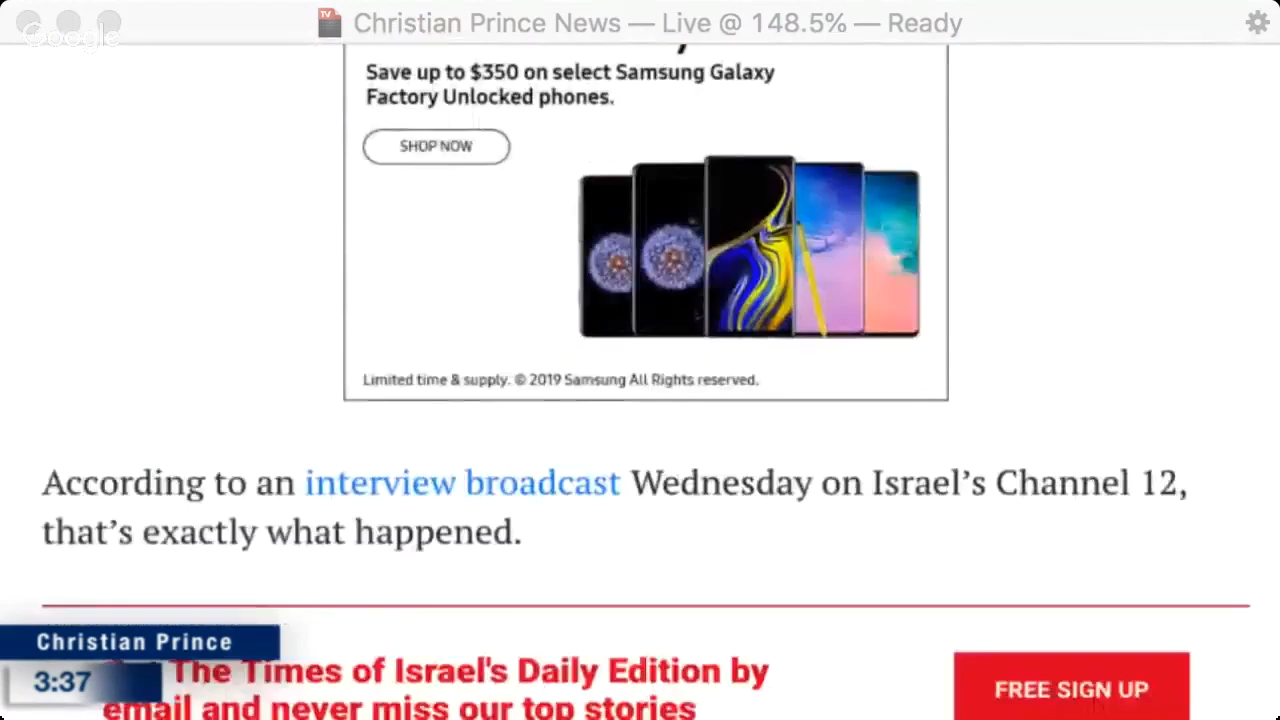 Christian Prince News — Live @ 148.5% — Ready
Google
Save up to $350 on select Samsung Galaxy
Factory Unlocked phones.
SHOP NOW
Limited time & supply. © 2019 Samsung All Rights reserved.
According to an interview broadcast Wednesday on Israel’s Channel 12,
that’s exactly what happened.
Christian Prince
3:37
The Times of Israel's Daily Edition by
email and never miss our top stories
FREE SIGN UP